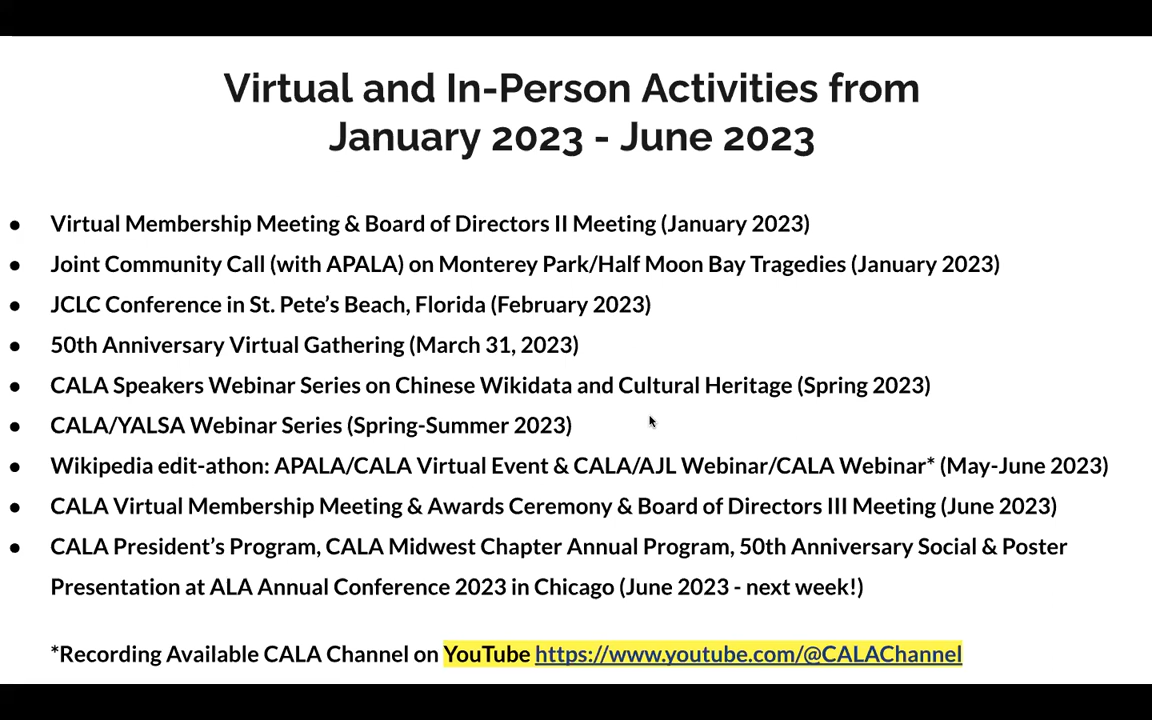 Virtual and In-Person Activities from
January 2023 - June 2023
● Virtual Membership Meeting & Board of Directors II Meeting (January 2023)
● Joint Community Call (with APALA) on Monterey Park/Half Moon Bay Tragedies (January 2023)
● JCLC Conference in St. Pete’s Beach, Florida (February 2023)
● 50th Anniversary Virtual Gathering (March 31, 2023)
● CALA Speakers Webinar Series on Chinese Wikidata and Cultural Heritage (Spring 2023)
● CALA/YALSA Webinar Series (Spring-Summer 2023)
● Wikipedia edit-athon: APALA/CALA Virtual Event & CALA/AJL Webinar/CALA Webinar* (May-June 2023)
● CALA Virtual Membership Meeting & Awards Ceremony & Board of Directors III Meeting (June 2023)
● CALA President’s Program, CALA Midwest Chapter Annual Program, 50th Anniversary Social & Poster
Presentation at ALA Annual Conference 2023 in Chicago (June 2023 - next week!)
*Recording Available CALA Channel on YouTube https://www.youtube.com/@CALAChannel